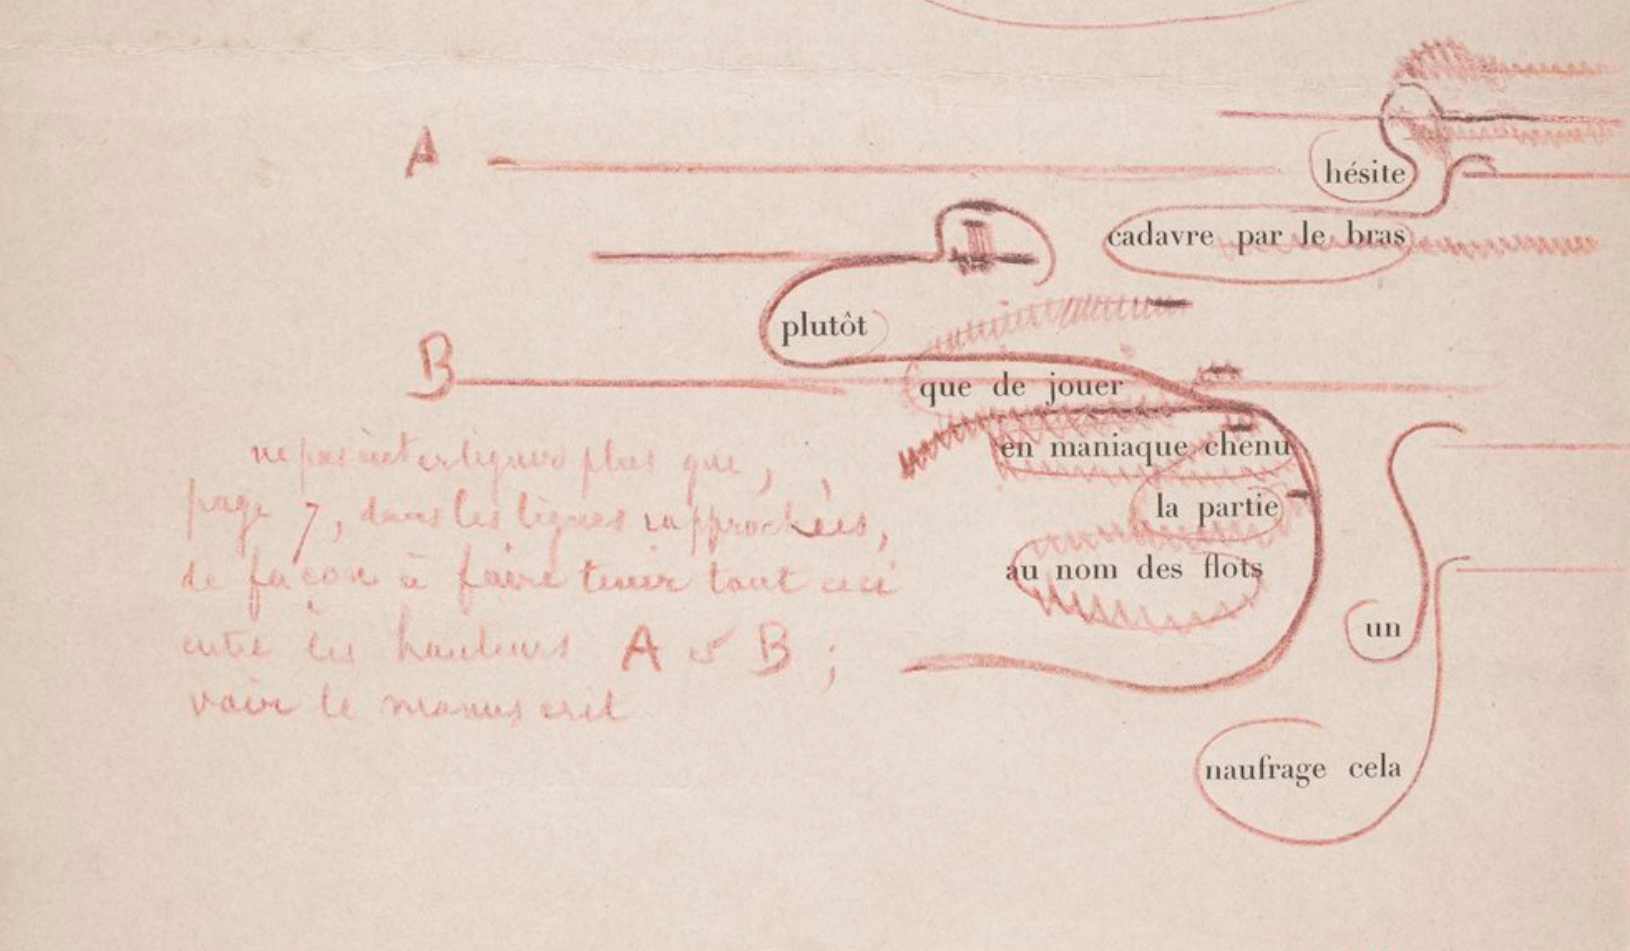 A
hésite
cadavre par le bras
plutôt
B
que de jouer
en maniaque chenu
ne pas interligner plus que,
la partie
page 7, dans les lignes rapprochées,
au nom des flots
de façon à faire tenir tout ceci
un
entre les hauteurs A et B ;
voir le manuscrit
naufrage cela